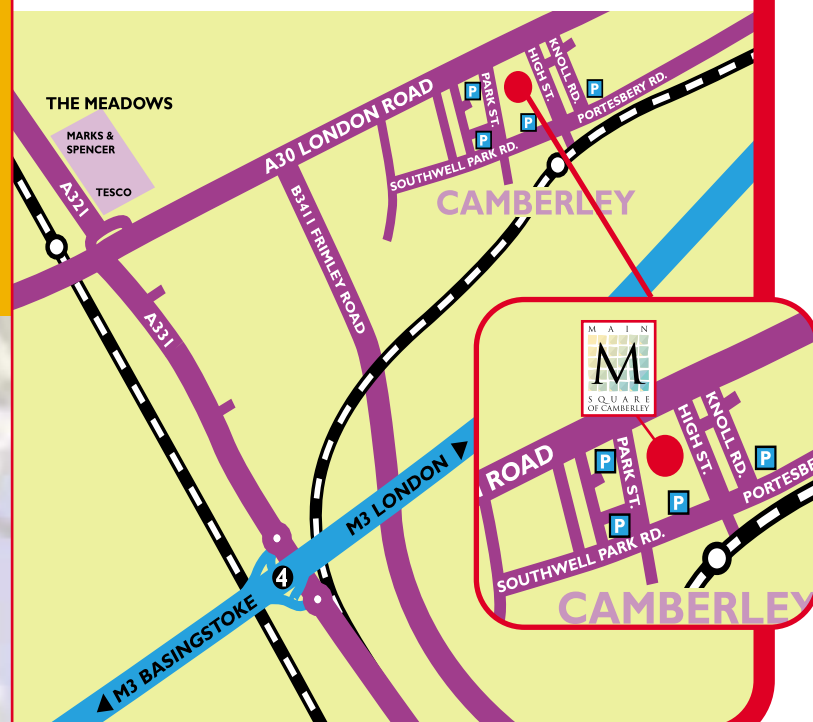 THE MEADOWS
MARKS &
SPENCER
TESCO
A321
A30 LONDON ROAD
B3411 FRIMLEY ROAD
A331
PARK ST.
HIGH ST.
KNOLL RD.
PORTESBERY RD.
SOUTHWELL PARK RD.
P
P
P
P
CAMBERLEY
M3 LONDON
4
M3 BASINGSTOKE
MAIN
M
SQUARE
OF CAMBERLEY
ROAD
PARK ST.
HIGH ST.
KNOLL RD.
PORTESBE
SOUTHWELL PARK RD.
P
P
P
P
CAMBERLEY